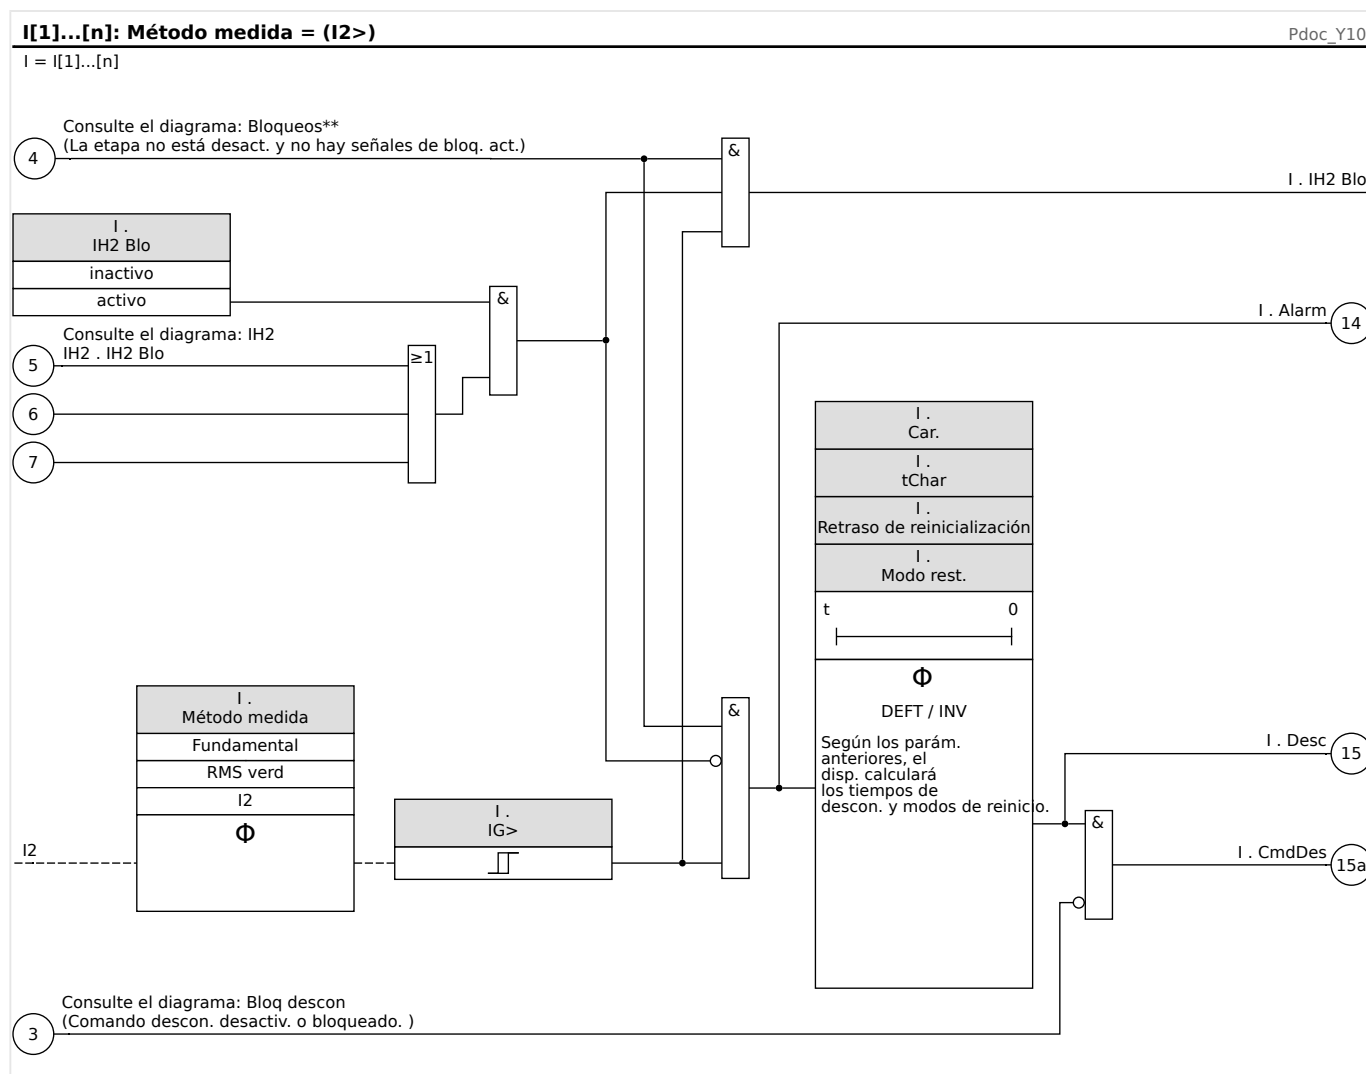 I[1]...[n]: Método medida = (I2>)
Pdoc_Y10
I = I[1]...[n]
Consulte el diagrama: Bloqueos**
(La etapa no está desact. y no hay señales de bloq. act.)
4
&
I . IH2 Blo
I .
IH2 Blo
inactivo
activo
&
I . Alarm
14
Consulte el diagrama: IH2
IH2 . IH2 Blo
5
≥1
6
7
I .
Car.
I .
tChar
I .
Retraso de reinicialización
I .
Modo rest.
t
0
Φ
DEFT / INV
Según los parám.
anteriores, el
disp. calculará
los tiempos de
descon. y modos de reinicio.
I .
Método medida
Fundamental
RMS verd
I2
Φ
I2
I .
IG>
&
I . Desc
15
&
I . CmdDes
15a
Consulte el diagrama: Bloq descon
(Comando descon. desactiv. o bloqueado. )
3